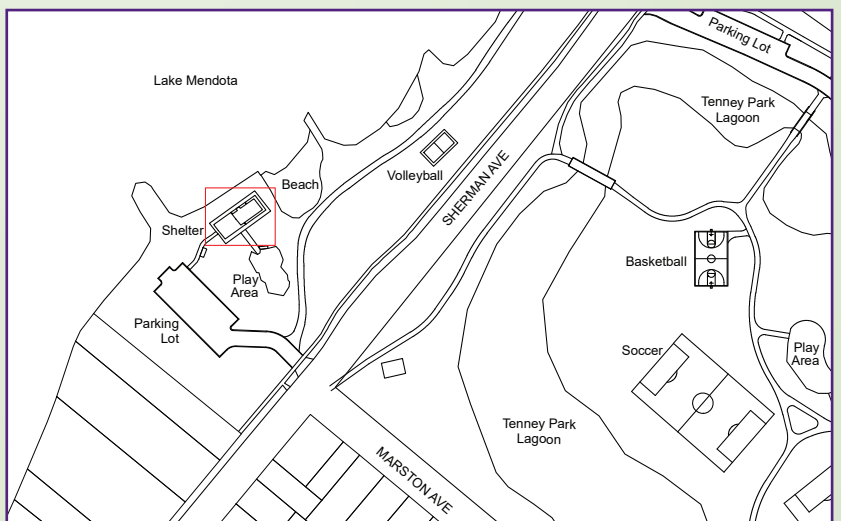 Parking Lot
Lake Mendota
Tenney Park
Lagoon
Volleyball
SHERMAN AVE
Beach
Shelter
Basketball
Play
Area
Parking
Lot
Soccer
Play
Area
Tenney Park
Lagoon
MARSTON AVE